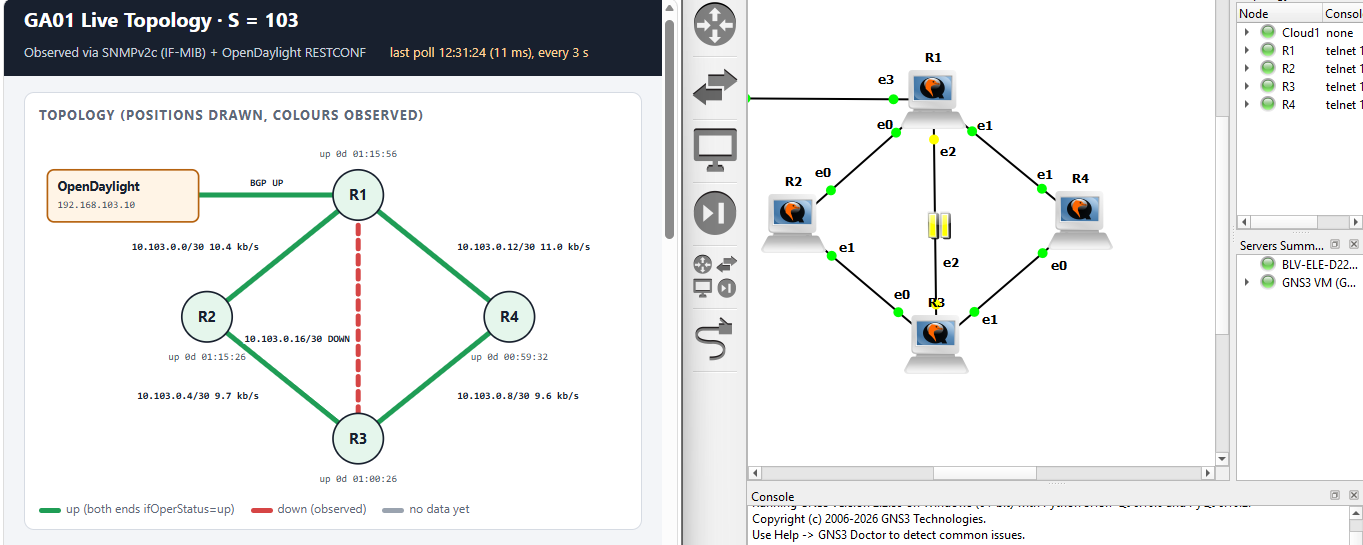 GA01 Live Topology · S = 103
Observed via SNMPv2c (IF-MIB) + OpenDaylight RESTCONF last poll 12:31:24 (11 ms), every 3 s
TOPOLOGY (POSITIONS DRAWN, COLOURS OBSERVED)
up 0d 01:15:56
OpenDaylight
192.168.103.10
BGP UP
R1
10.103.0.0/30 10.4 kb/s
10.103.0.12/30 11.0 kb/s
R2
R4
10.103.0.16/30 DOWN
up 0d 01:15:26
up 0d 00:59:32
10.103.0.4/30 9.7 kb/s
10.103.0.8/30 9.6 kb/s
R3
up 0d 01:00:26
up (both ends ifOperStatus=up)
down (observed)
no data yet
R1
e3
e0
e1
e2
R2
e0
e1
R4
e1
e0
e2
e0
R3
e1
Node
Cloud1 none
R1 telnet 1
R2 telnet 1
R3 telnet 1
R4 telnet 1
Servers Summ...
BLV-ELE-D22...
GNS3 VM (G...
Console
Copyright (c) 2006-2026 GNS3 Technologies.
Use Help -> GNS3 Doctor to detect common issues.